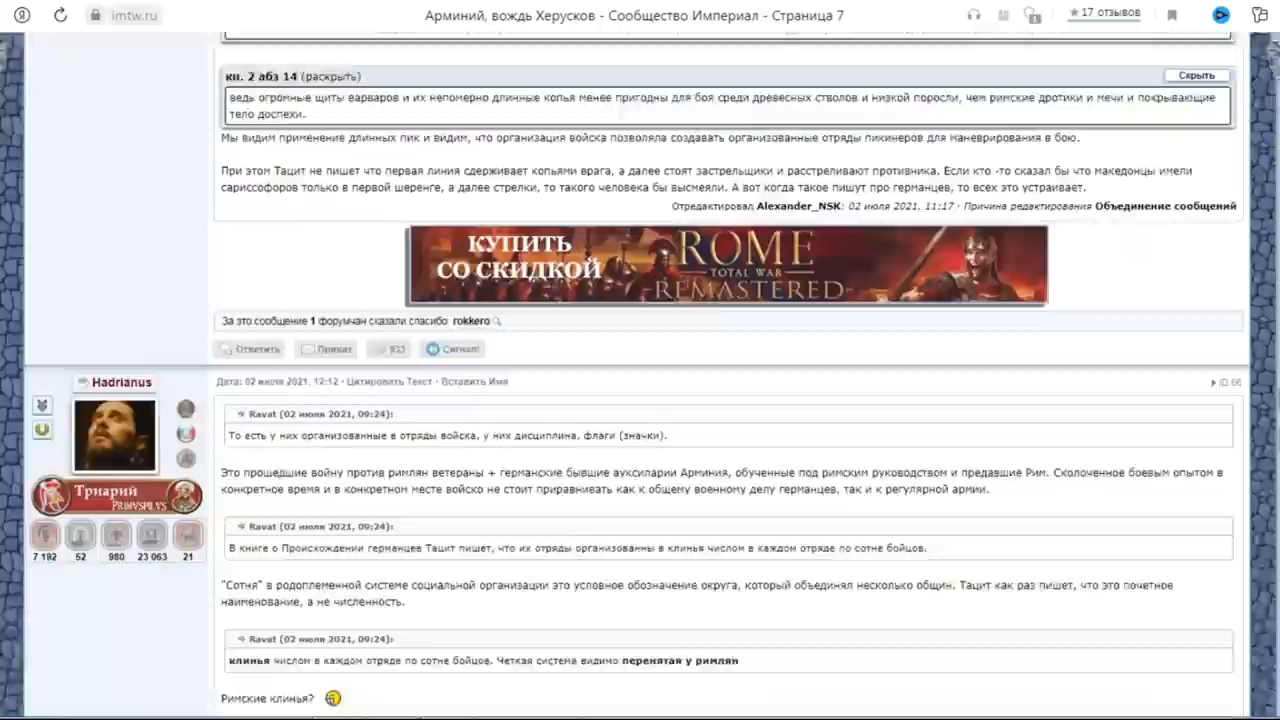 imtw.ru
Арминий, вождь Херусков - Сообщество Империал - Страница 7
17 отзывов
кн. 2 абз 14 (раскрыть)
Скрыть
ведь огромные щиты варваров и их непомерно длинные копья менее пригодны для боя среди древесных стволов и низкой поросли, чем римские дротики и мечи и покрывающие
тело доспехи.
Мы видим применение длинных пик и видим, что организация войска позволяла создавать организованные отряды пикинеров для маневрирования в бою.
При этом Тацит не пишет что первая линия сдерживает копьями врага, а далее стоят застрельщики и расстреливают противника. Если кто -то сказал бы что македонцы имели
сариссофоров только в первой шеренге, а далее стрелки, то такого человека бы высмеяли. А вот когда такое пишут про германцев, то всех это устраивает.
Отредактировал Alexander_NSK: 02 июля 2021, 11:17 · Причина редактирования Объединение сообщений
КУПИТЬ
СО СКИДКОЙ
ROME
TOTAL WAR
REMASTERED
За это сообщение 1 форумчан сказали спасибо: rokkero
Ответить
Приват
933
Сигнал!
Hadrianus
Дата: 02 июля 2021, 12:12 · Цитировать Текст · Вставить Имя
ID 66
Ravat (02 июля 2021, 09:24):
То есть у них организованные в отряды войска, у них дисциплина, флаги (значки).
Это прошедшие войну против римлян ветераны + германские бывшие ауксиларии Арминия, обученные под римским руководством и предавшие Рим. Сколоченное боевым опытом в
конкретное время и в конкретном месте войско не стоит приравнивать как к общему военному делу германцев, так и к регулярной армии.
Триарий
PRIMVSPILVS
7 192
52
980
23 063
21
Ravat (02 июля 2021, 09:24):
В книге о Происхождении германцев Тацит пишет, что их отряды организованны в клинья числом в каждом отряде по сотне бойцов.
"Сотня" в родоплеменной системе социальной организации это условное обозначение округа, который объединял несколько общин. Тацит как раз пишет, что это почетное
наименование, а не численность.
Ravat (02 июля 2021, 09:24):
клинья числом в каждом отряде по сотне бойцов. Четкая система видимо перенятая у римлян
Римские клинья?